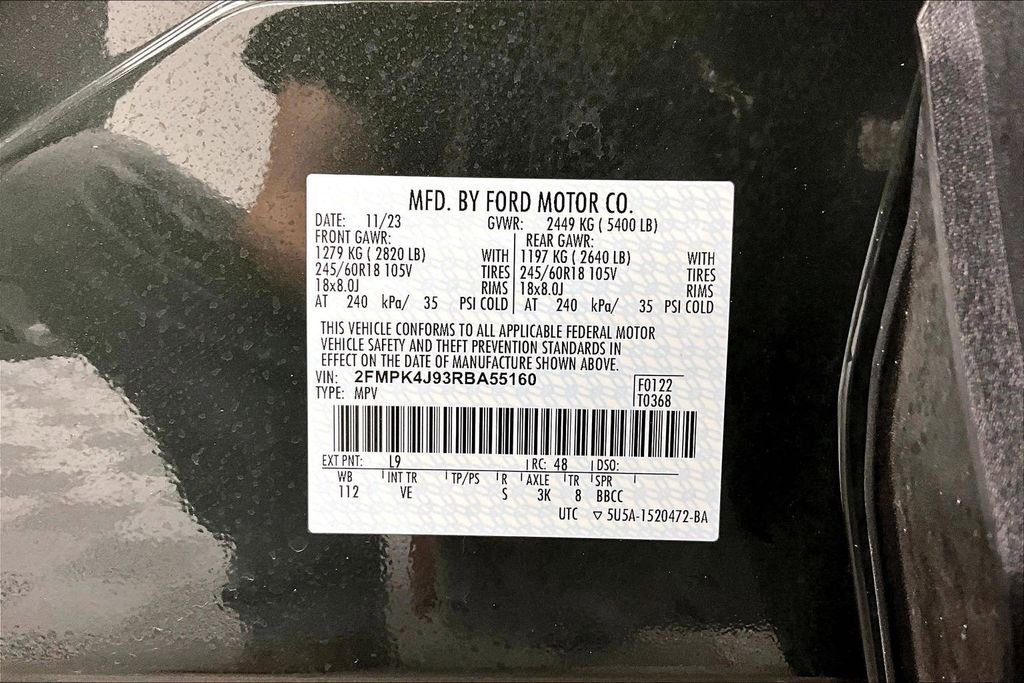 MFD. BY FORD MOTOR CO.
DATE: 11/23 GVWR: 2449 KG ( 5400 LB)
FRONT GAWR: REAR GAWR:
1279 KG ( 2820 LB) WITH 1197 KG ( 2640 LB) WITH
245/60R18 105V TIRES 245/60R18 105V TIRES
18x8.0J RIMS 18x8.0J RIMS
AT 240 kPa/ 35 PSI COLD AT 240 kPa/ 35 PSI COLD
THIS VEHICLE CONFORMS TO ALL APPLICABLE FEDERAL MOTOR
VEHICLE SAFETY AND THEFT PREVENTION STANDARDS IN
EFFECT ON THE DATE OF MANUFACTURE SHOWN ABOVE.
VIN: 2FMPK4J93RBA55160 F0122
TYPE: MPV T0368
EXT PNT: L9 RC: 48 DSO:
WB INT TR TP/PS R AXLE TR SPR
112 VE S 3K 8 BBCC
UTC ▽ 5U5A-1520472-BA